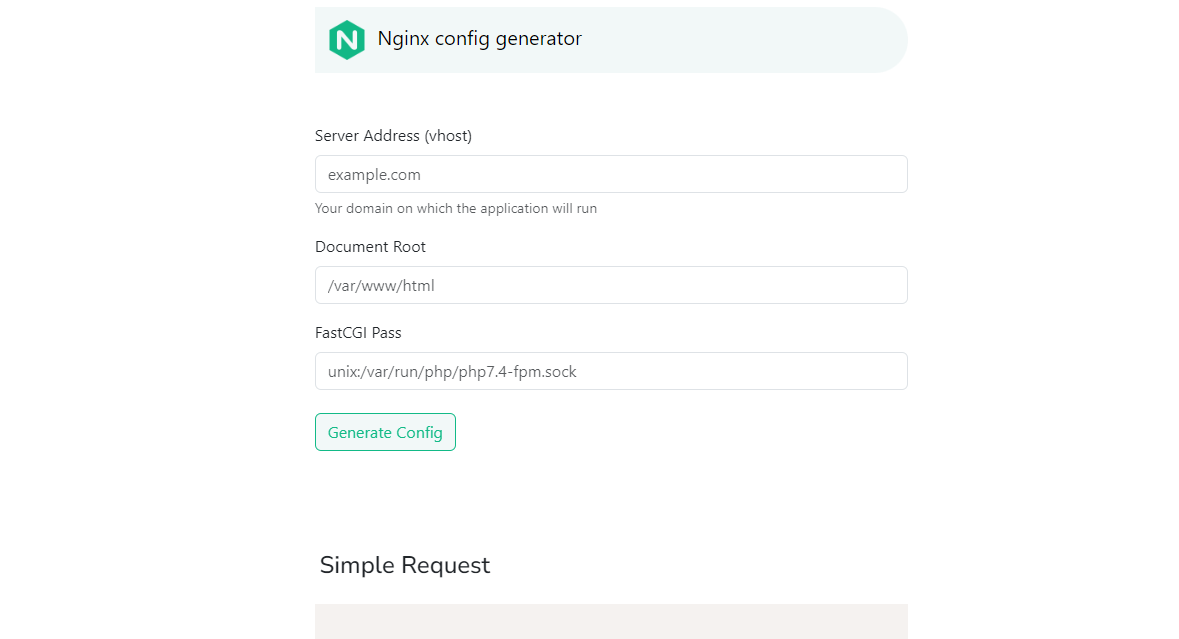 N
Nginx config generator
Server Address (vhost)
example.com
Your domain on which the application will run
Document Root
/var/www/html
FastCGI Pass
unix:/var/run/php/php7.4-fpm.sock
Generate Config
Simple Request